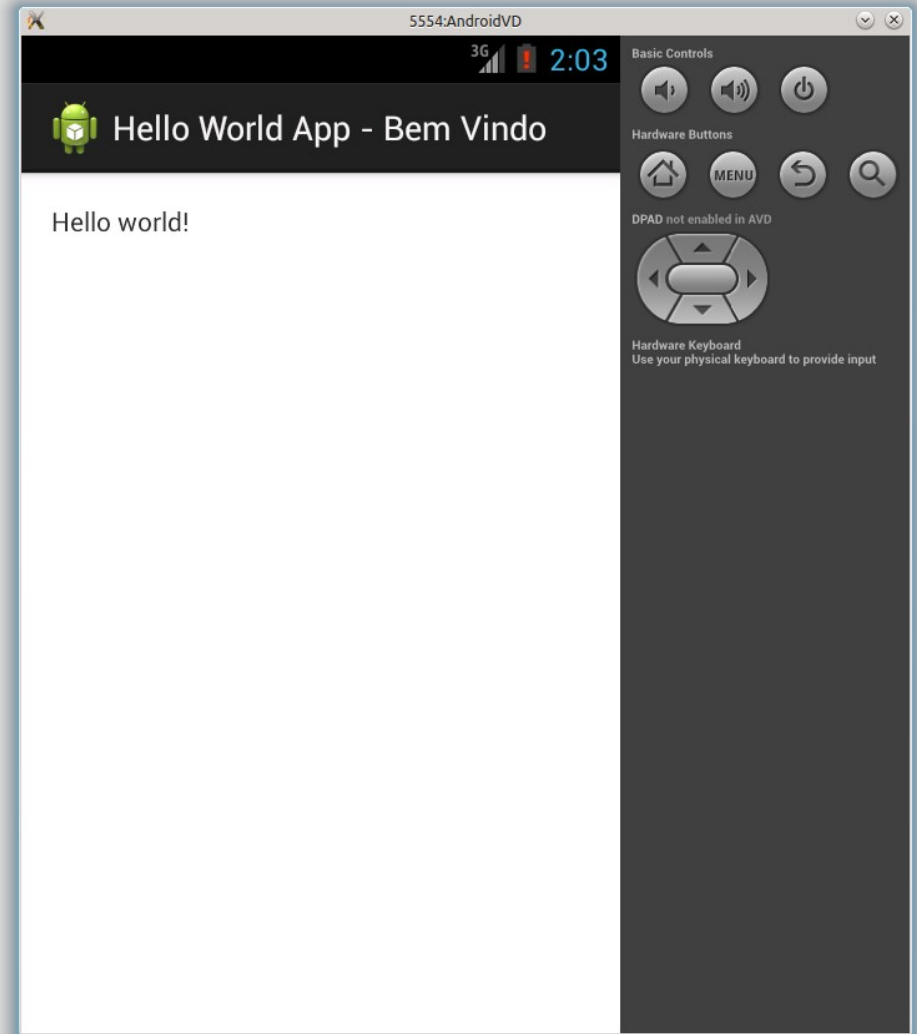 5554:AndroidVD
3G 2:03
Hello World App - Bem Vindo
Hello world!
Basic Controls
Hardware Buttons
MENU
DPAD not enabled in AVD
Hardware Keyboard
Use your physical keyboard to provide input